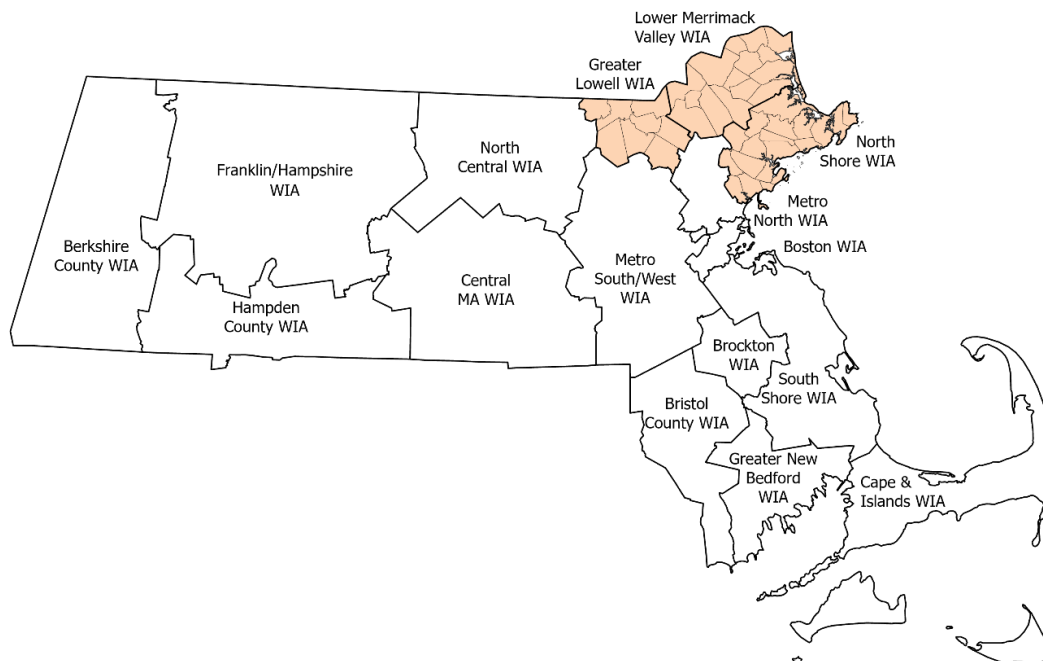 Lower Merrimack
Valley WIA
Greater
Lowell WIA
North
Shore WIA
North
Central WIA
Franklin/Hampshire
WIA
Metro
North WIA
Boston WIA
Berkshire
County WIA
Metro
South/West
WIA
Central
MA WIA
Hampden
County WIA
Brockton
WIA
South
Shore WIA
Bristol
County WIA
Greater New
Bedford
WIA
Cape &
Islands WIA